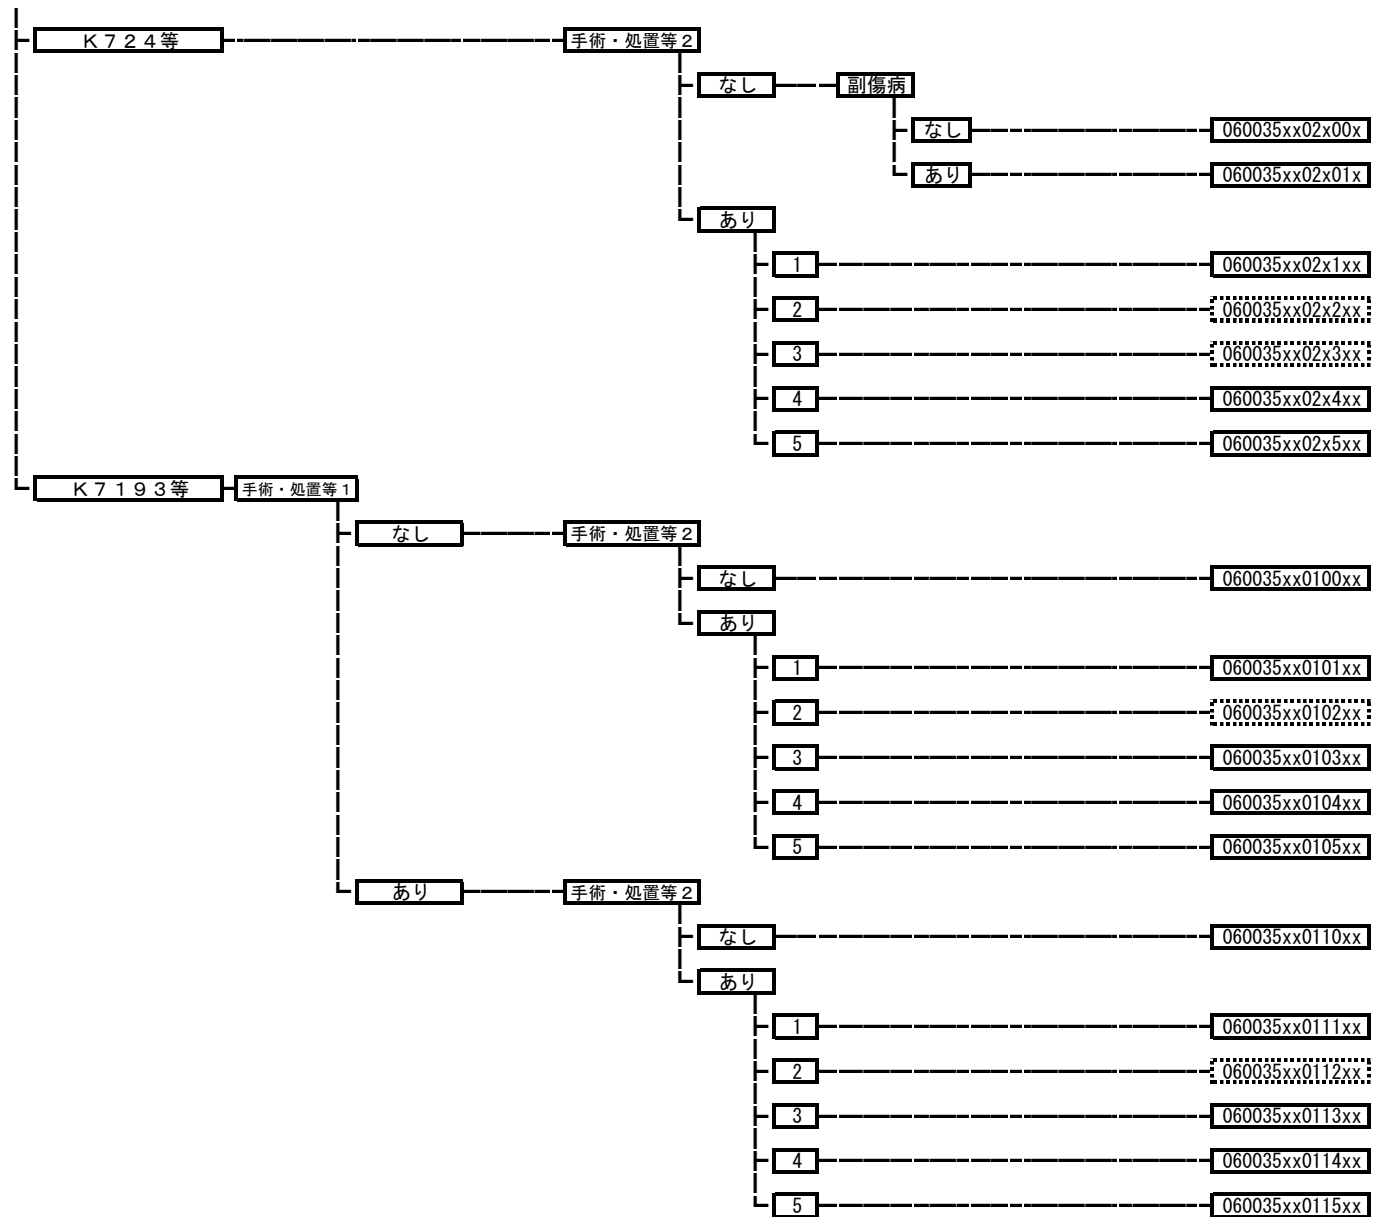 Ｋ７２４等 手術・処置等２
なし 副傷病
なし 060035xx02x00x
あり 060035xx02x01x
あり
1 060035xx02x1xx
2 060035xx02x2xx
3 060035xx02x3xx
4 060035xx02x4xx
5 060035xx02x5xx
Ｋ７１９３等 手術・処置等１
なし 手術・処置等２
なし 060035xx0100xx
あり
1 060035xx0101xx
2 060035xx0102xx
3 060035xx0103xx
4 060035xx0104xx
5 060035xx0105xx
あり 手術・処置等２
なし 060035xx0110xx
あり
1 060035xx0111xx
2 060035xx0112xx
3 060035xx0113xx
4 060035xx0114xx
5 060035xx0115xx